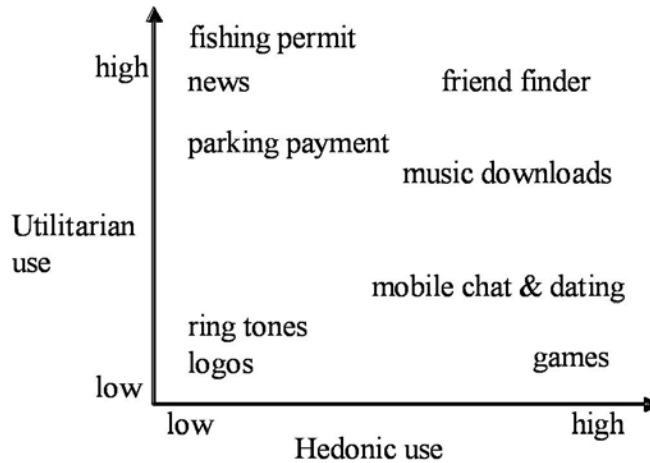 fishing permit
high
news
friend finder
parking payment
music downloads
Utilitarian
use
mobile chat & dating
ring tones
logos
games
low
low
high
Hedonic use